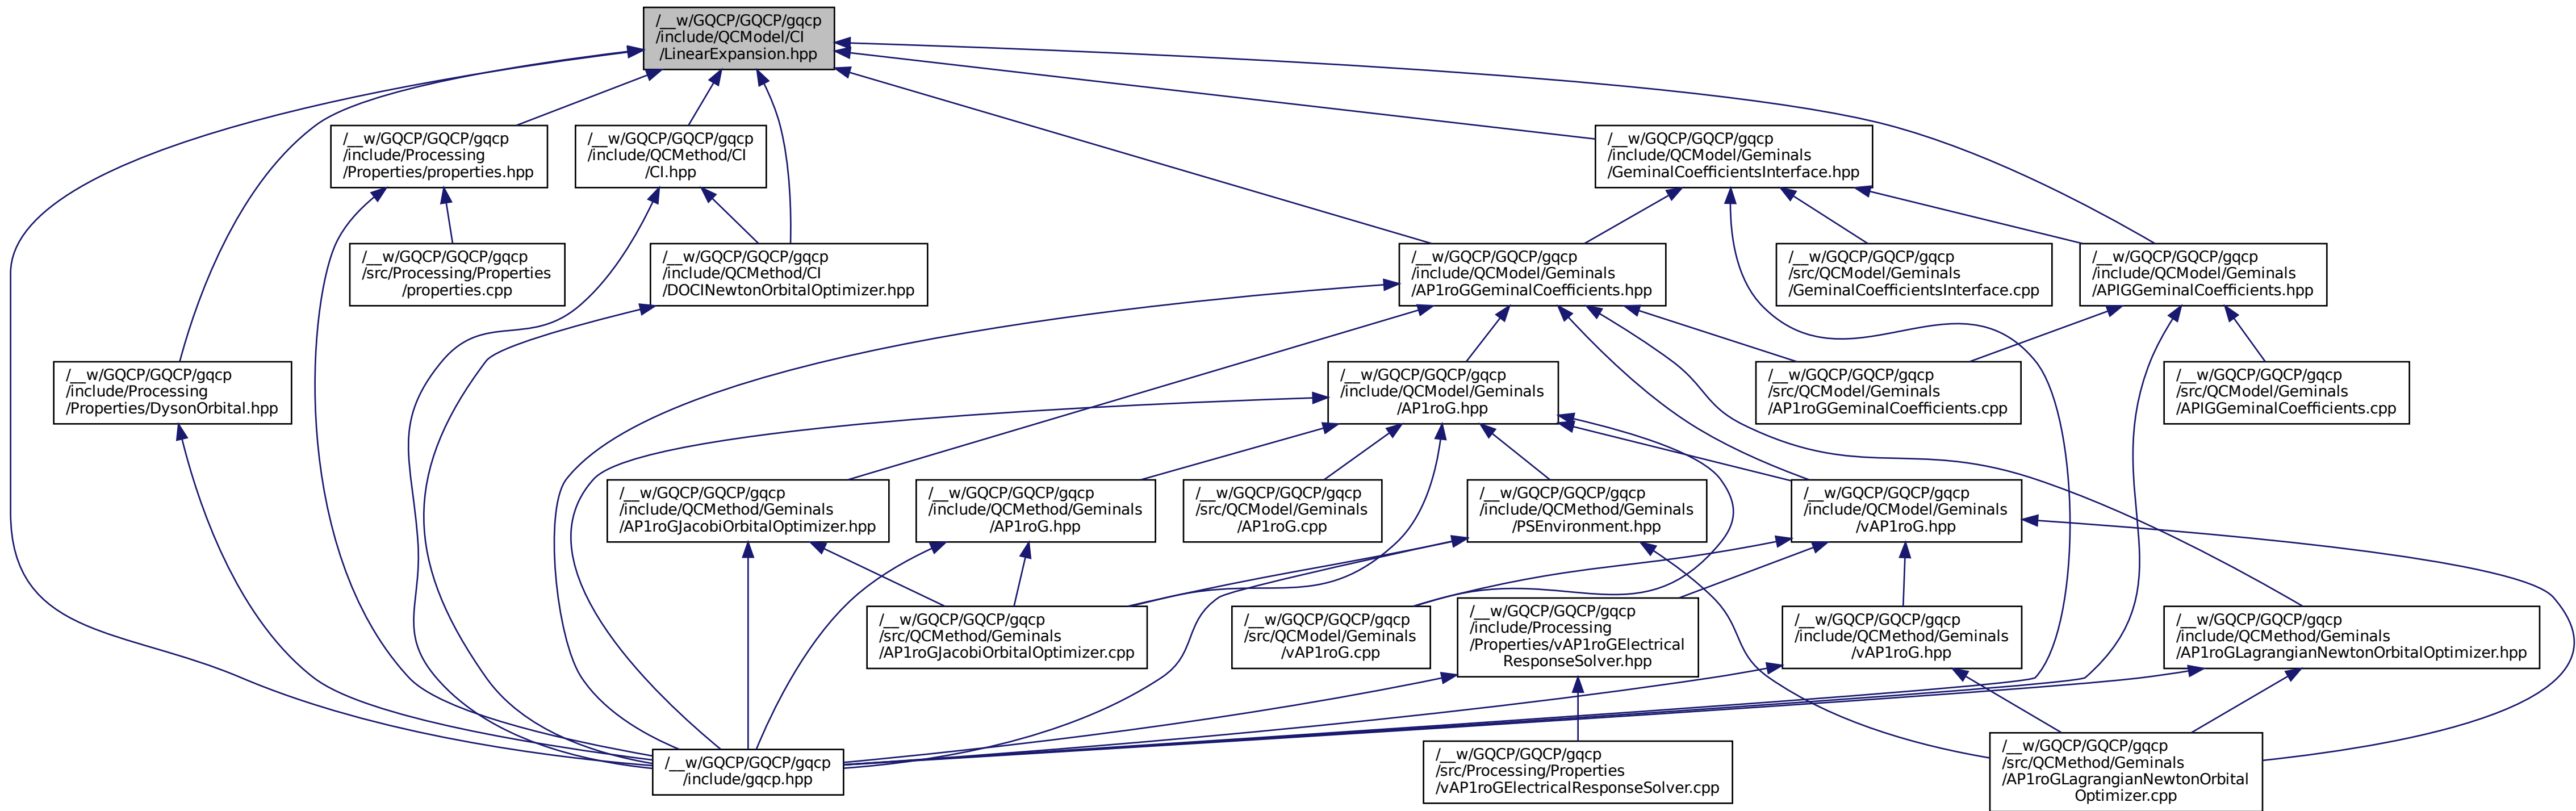 /__w/GQCP/GQCP/gqcp
/include/QCModel/CI
/LinearExpansion.hpp
/__w/GQCP/GQCP/gqcp
/include/Processing
/Properties/properties.hpp
/__w/GQCP/GQCP/gqcp
/include/QCMethod/CI
/CI.hpp
/__w/GQCP/GQCP/gqcp
/include/QCModel/Geminals
/GeminalCoefficientsInterface.hpp
/__w/GQCP/GQCP/gqcp
/src/Processing/Properties
/properties.cpp
/__w/GQCP/GQCP/gqcp
/include/QCMethod/CI
/DOCINewtonOrbitalOptimizer.hpp
/__w/GQCP/GQCP/gqcp
/include/QCModel/Geminals
/AP1roGGeminalCoefficients.hpp
/__w/GQCP/GQCP/gqcp
/src/QCModel/Geminals
/GeminalCoefficientsInterface.cpp
/__w/GQCP/GQCP/gqcp
/include/QCModel/Geminals
/APIGGeminalCoefficients.hpp
/__w/GQCP/GQCP/gqcp
/include/Processing
/Properties/DysonOrbital.hpp
/__w/GQCP/GQCP/gqcp
/include/QCModel/Geminals
/AP1roG.hpp
/__w/GQCP/GQCP/gqcp
/src/QCModel/Geminals
/AP1roGGeminalCoefficients.cpp
/__w/GQCP/GQCP/gqcp
/src/QCModel/Geminals
/APIGGeminalCoefficients.cpp
/__w/GQCP/GQCP/gqcp
/include/QCMethod/Geminals
/AP1roGJacobiOrbitalOptimizer.hpp
/__w/GQCP/GQCP/gqcp
/include/QCMethod/Geminals
/AP1roG.hpp
/__w/GQCP/GQCP/gqcp
/src/QCModel/Geminals
/AP1roG.cpp
/__w/GQCP/GQCP/gqcp
/include/QCMethod/Geminals
/PSEnvironment.hpp
/__w/GQCP/GQCP/gqcp
/include/QCModel/Geminals
/vAP1roG.hpp
/__w/GQCP/GQCP/gqcp
/src/QCMethod/Geminals
/AP1roGJacobiOrbitalOptimizer.cpp
/__w/GQCP/GQCP/gqcp
/src/QCModel/Geminals
/vAP1roG.cpp
/__w/GQCP/GQCP/gqcp
/include/Processing
/Properties/vAP1roGElectrical
ResponseSolver.hpp
/__w/GQCP/GQCP/gqcp
/include/QCMethod/Geminals
/vAP1roG.hpp
/__w/GQCP/GQCP/gqcp
/include/QCMethod/Geminals
/AP1roGLagrangianNewtonOrbitalOptimizer.hpp
/__w/GQCP/GQCP/gqcp
/include/gqcp.hpp
/__w/GQCP/GQCP/gqcp
/src/Processing/Properties
/vAP1roGElectricalResponseSolver.cpp
/__w/GQCP/GQCP/gqcp
/src/QCMethod/Geminals
/AP1roGLagrangianNewtonOrbital
Optimizer.cpp